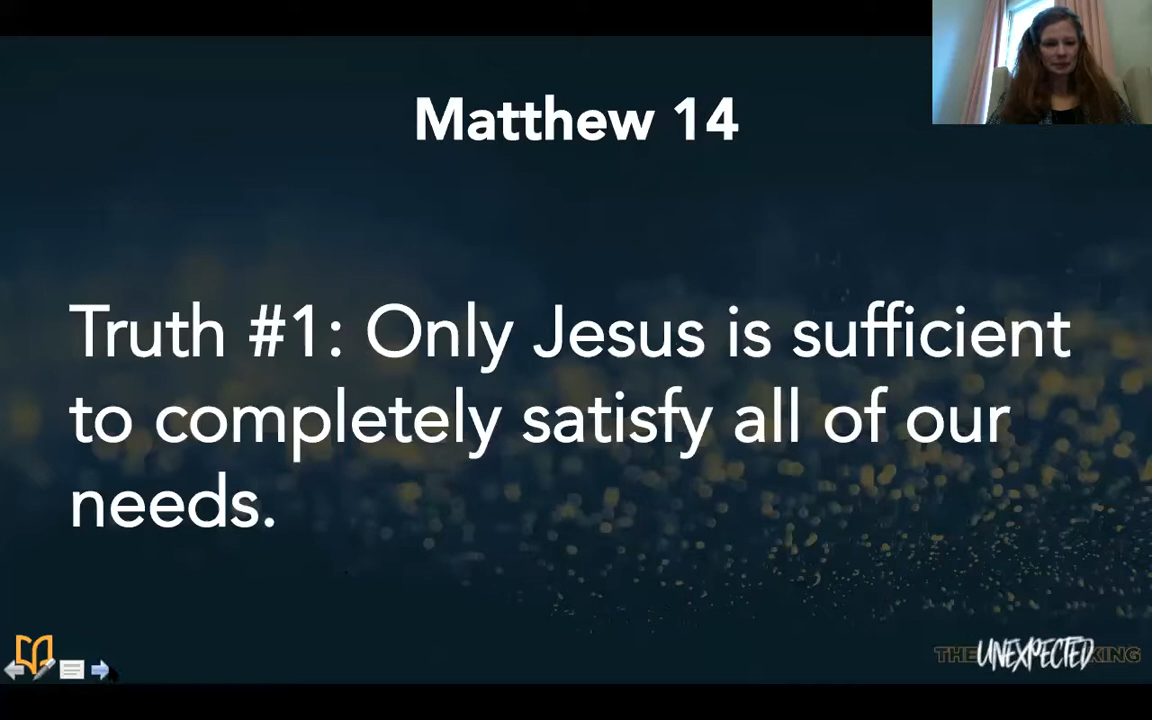 Matthew 14
Truth #1: Only Jesus is sufficient
to completely satisfy all of our
needs.
THE UNEXPECTED KING